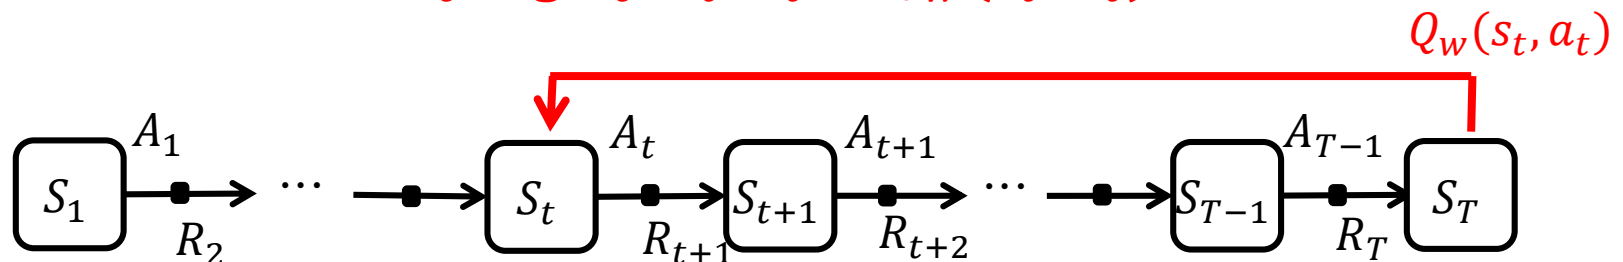 Q_w(s_t, a_t)
A_1 A_t A_{t+1} A_{T-1}
S_1 ⋯ S_t S_{t+1} ⋯ S_{T-1} S_T
R_2 R_{t+1} R_{t+2} R_T